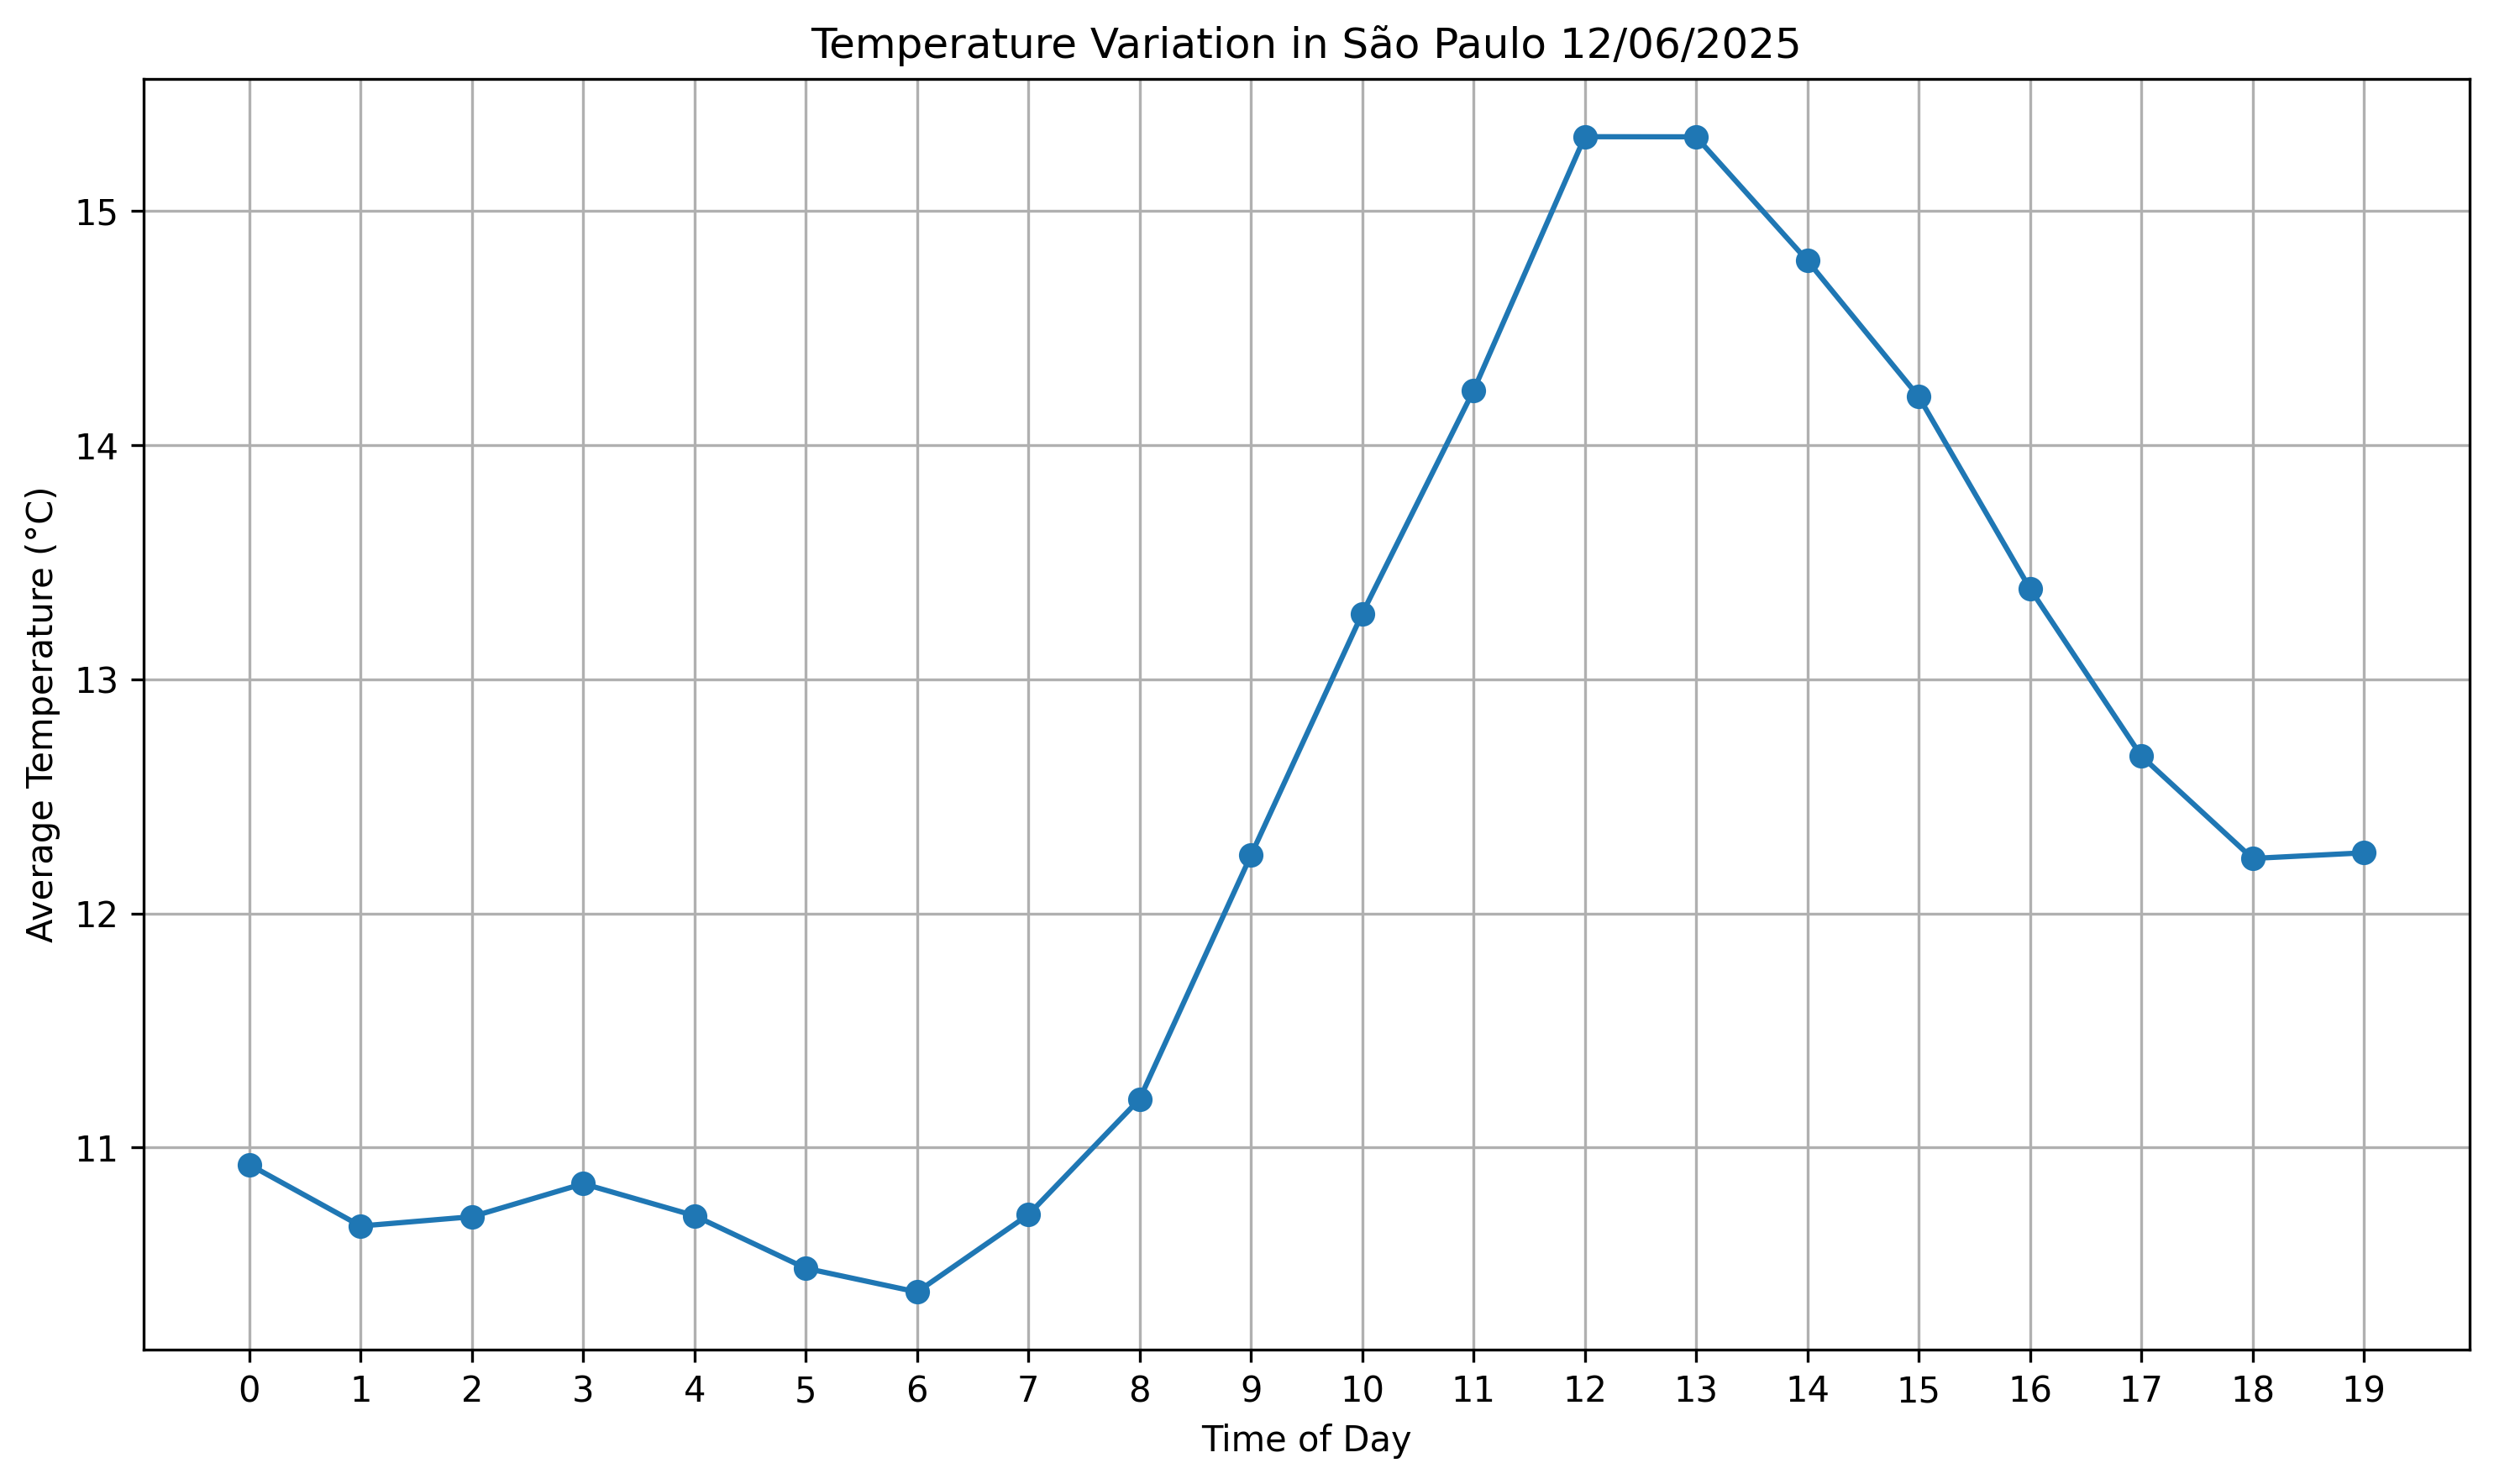 Temperature Variation in São Paulo 12/06/2025
Average Temperature (°C)
15
14
13
12
11
0 1 2 3 4 5 6 7 8 9 10 11 12 13 14 15 16 17 18 19
Time of Day